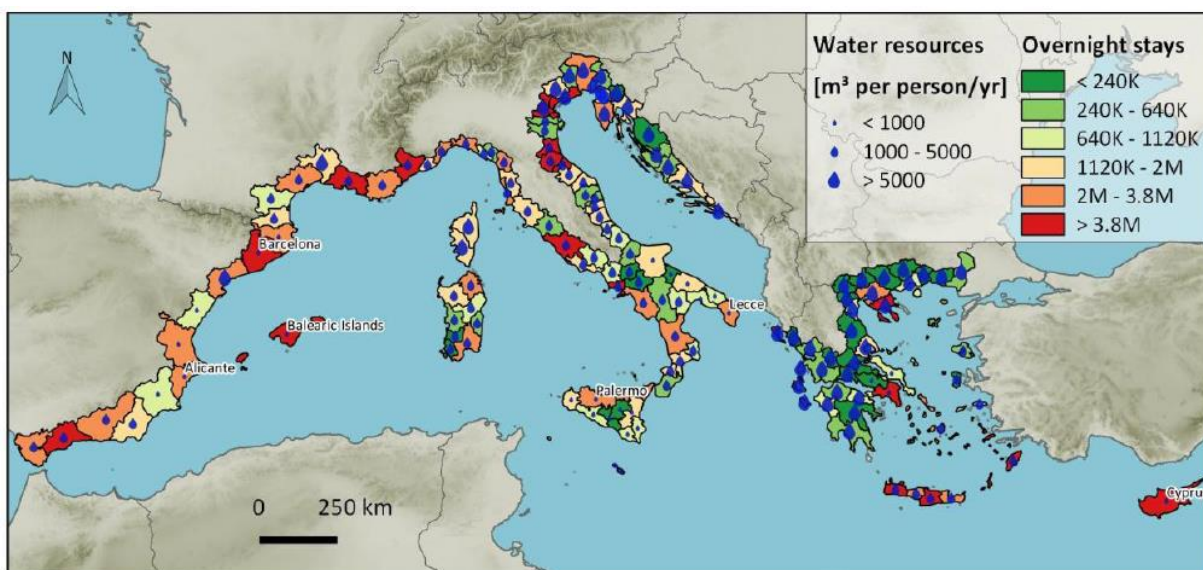 N
Water resources
[m³ per person/yr]
< 1000
1000 - 5000
> 5000
Overnight stays
< 240K
240K - 640K
640K - 1120K
1120K - 2M
2M - 3.8M
> 3.8M
Barcelona
Balearic Islands
Alicante
Lecce
Palermo
Cypru
0 250 km